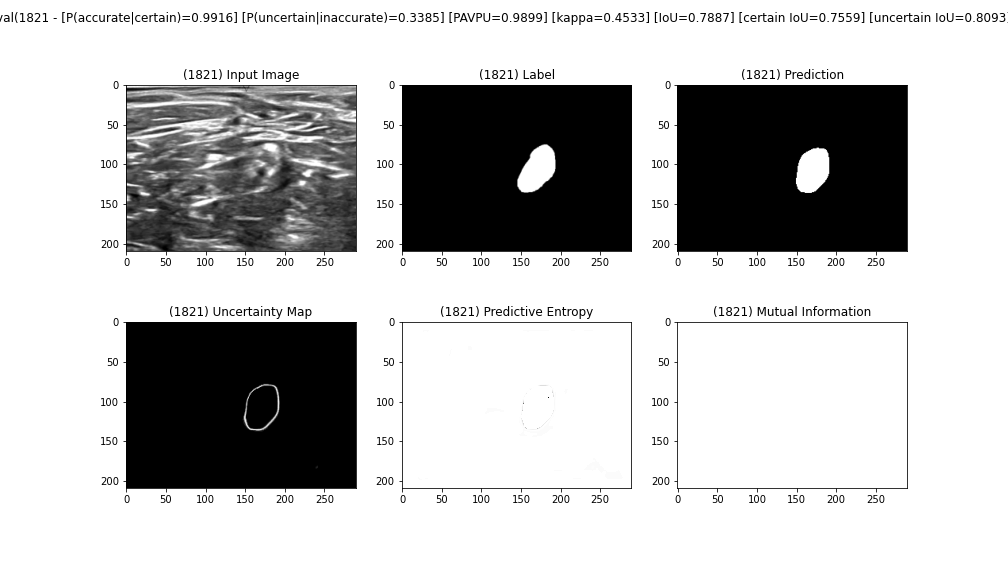 val(1821 - [P(accurate|certain)=0.9916] [P(uncertain|inaccurate)=0.3385] [PAVPU=0.9899] [kappa=0.4533] [IoU=0.7887] [certain IoU=0.7559] [uncertain IoU=0.8093]
(1821) Input Image
0
50
100
150
200
0 50 100 150 200 250
(1821) Label
0
50
100
150
200
0 50 100 150 200 250
(1821) Prediction
0
50
100
150
200
0 50 100 150 200 250
(1821) Uncertainty Map
0
50
100
150
200
0 50 100 150 200 250
(1821) Predictive Entropy
0
50
100
150
200
0 50 100 150 200 250
(1821) Mutual Information
0
50
100
150
200
0 50 100 150 200 250